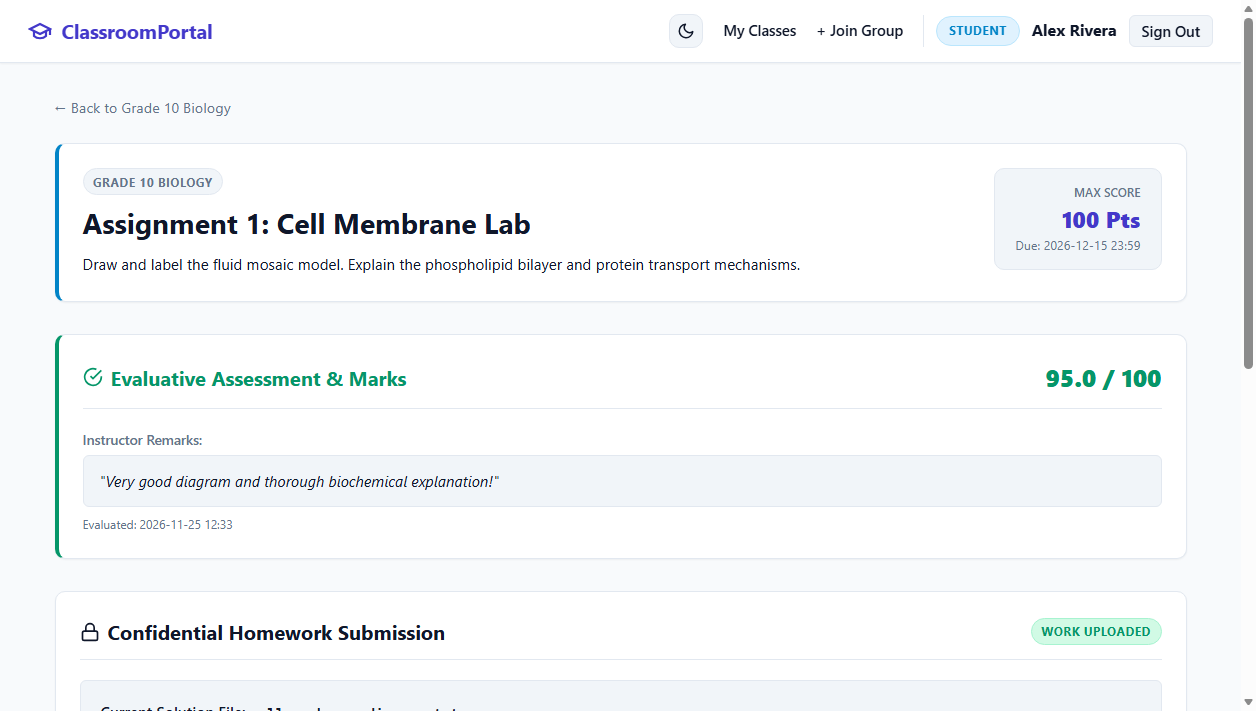 ClassroomPortal
My Classes
+ Join Group
STUDENT
Alex Rivera
Sign Out
← Back to Grade 10 Biology
GRADE 10 BIOLOGY
Assignment 1: Cell Membrane Lab
Draw and label the fluid mosaic model. Explain the phospholipid bilayer and protein transport mechanisms.
MAX SCORE
100 Pts
Due: 2026-12-15 23:59
Evaluative Assessment & Marks
95.0 / 100
Instructor Remarks:
"Very good diagram and thorough biochemical explanation!"
Evaluated: 2026-11-25 12:33
Confidential Homework Submission
WORK UPLOADED
Current Solution File: